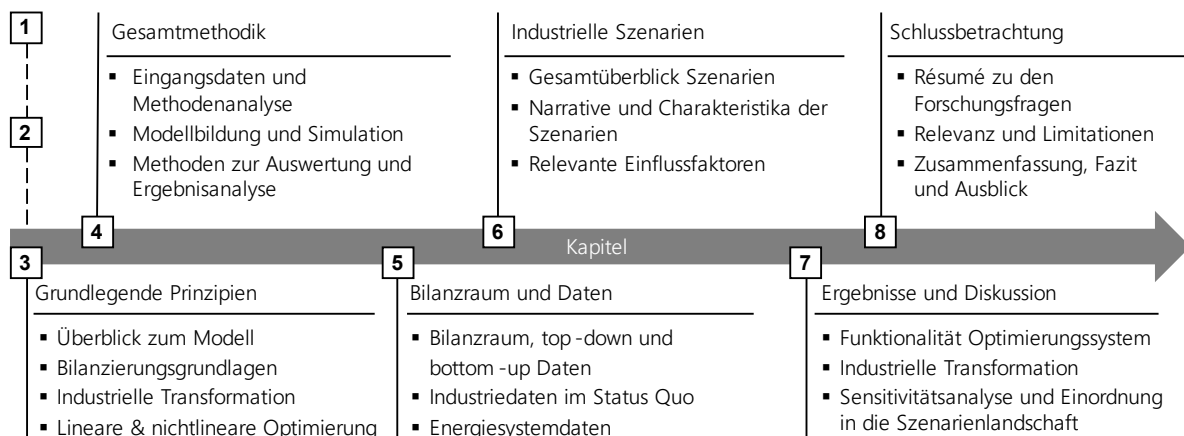 1
2
4
Gesamtmethodik
▪ Eingangsdaten und
Methodenanalyse
▪ Modellbildung und Simulation
▪ Methoden zur Auswertung und
Ergebnisanalyse
6
Industrielle Szenarien
▪ Gesamtüberblick Szenarien
▪ Narrative und Charakteristika der
Szenarien
▪ Relevante Einflussfaktoren
8
Schlussbetrachtung
▪ Résumé zu den
Forschungsfragen
▪ Relevanz und Limitationen
▪ Zusammenfassung, Fazit
und Ausblick
Kapitel
3
Grundlegende Prinzipien
▪ Überblick zum Modell
▪ Bilanzierungsgrundlagen
▪ Industrielle Transformation
▪ Lineare & nichtlineare Optimierung
5
Bilanzraum und Daten
▪ Bilanzraum, top -down und
bottom -up Daten
▪ Industriedaten im Status Quo
▪ Energiesystemdaten
7
Ergebnisse und Diskussion
▪ Funktionalität Optimierungssystem
▪ Industrielle Transformation
▪ Sensitivitätsanalyse und Einordnung
in die Szenarienlandschaft